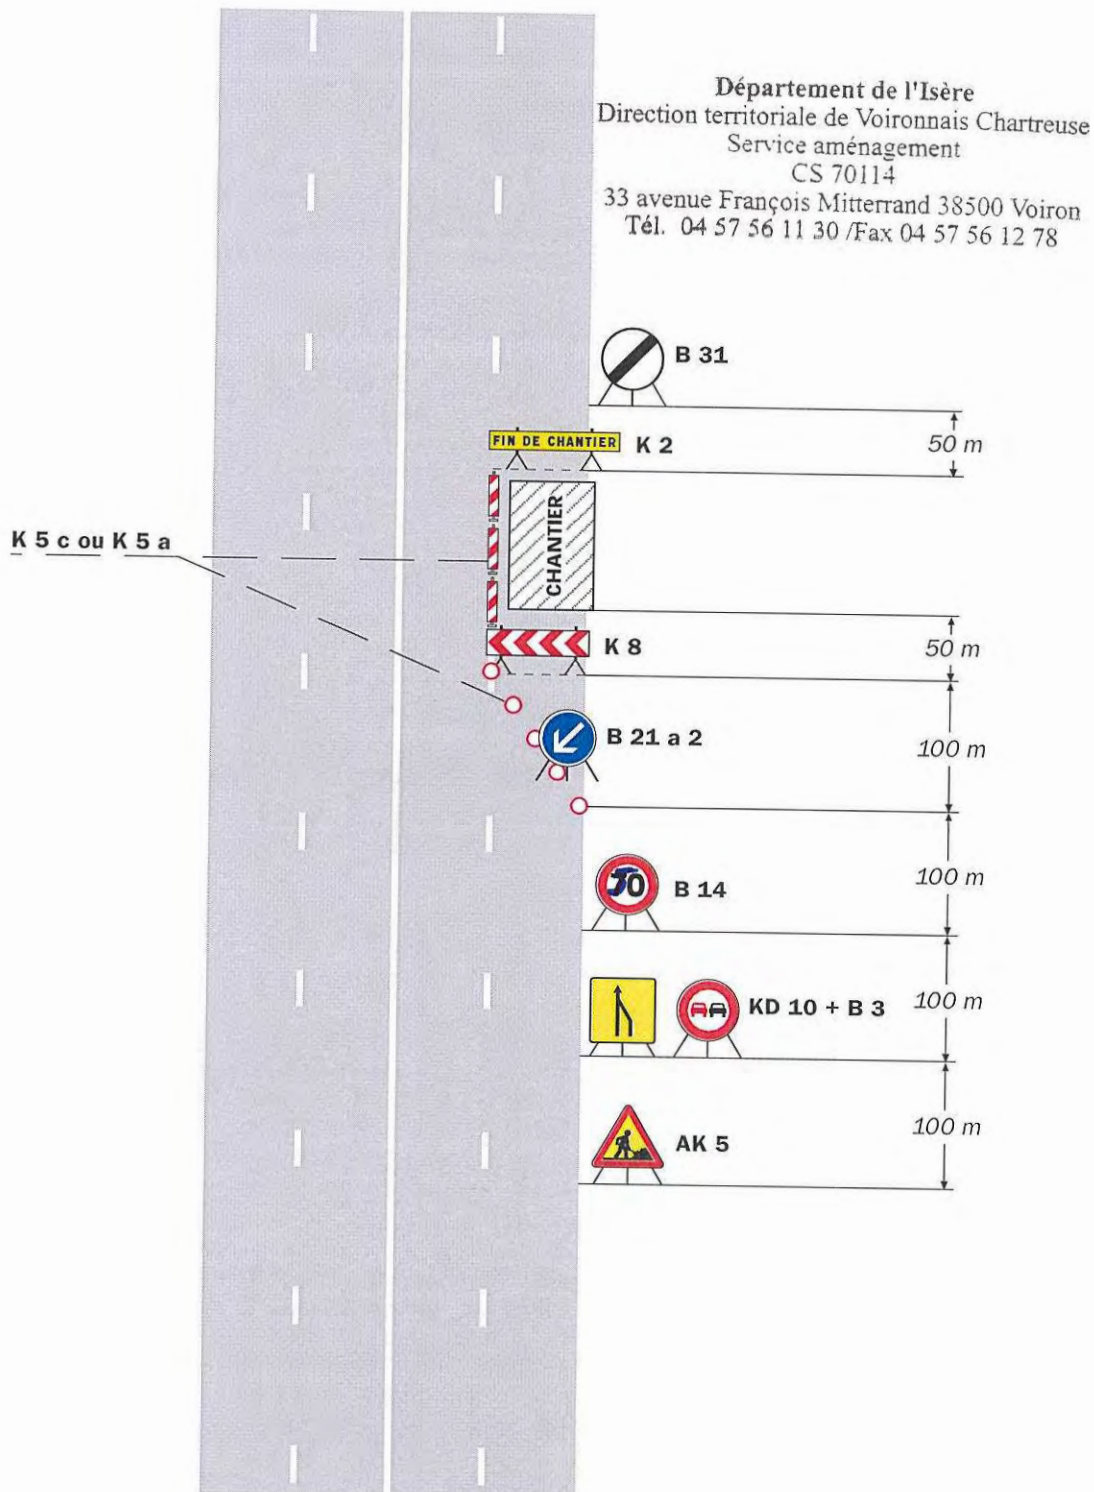 Département de l'Isère
Direction territoriale de Voironnais Chartreuse
Service aménagement
CS 70114
33 avenue François Mitterrand 38500 Voiron
Tél. 04 57 56 11 30 /Fax 04 57 56 12 78
B 31
FIN DE CHANTIER
K 2
50 m
CHANTIER
K 5 c ou K 5 a
K 8
50 m
B 21 a 2
100 m
B 14
100 m
KD 10 + B 3
100 m
AK 5
100 m